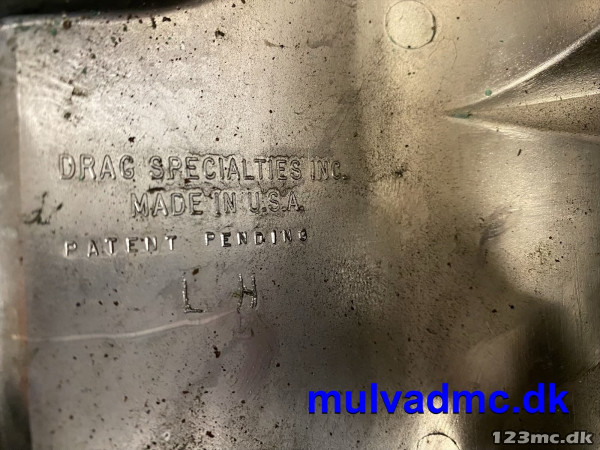 DRAG SPECIALTIES INC.
MADE IN U.S.A.
PATENT PENDING
L H
mulvadmc.dk
123mc.dk